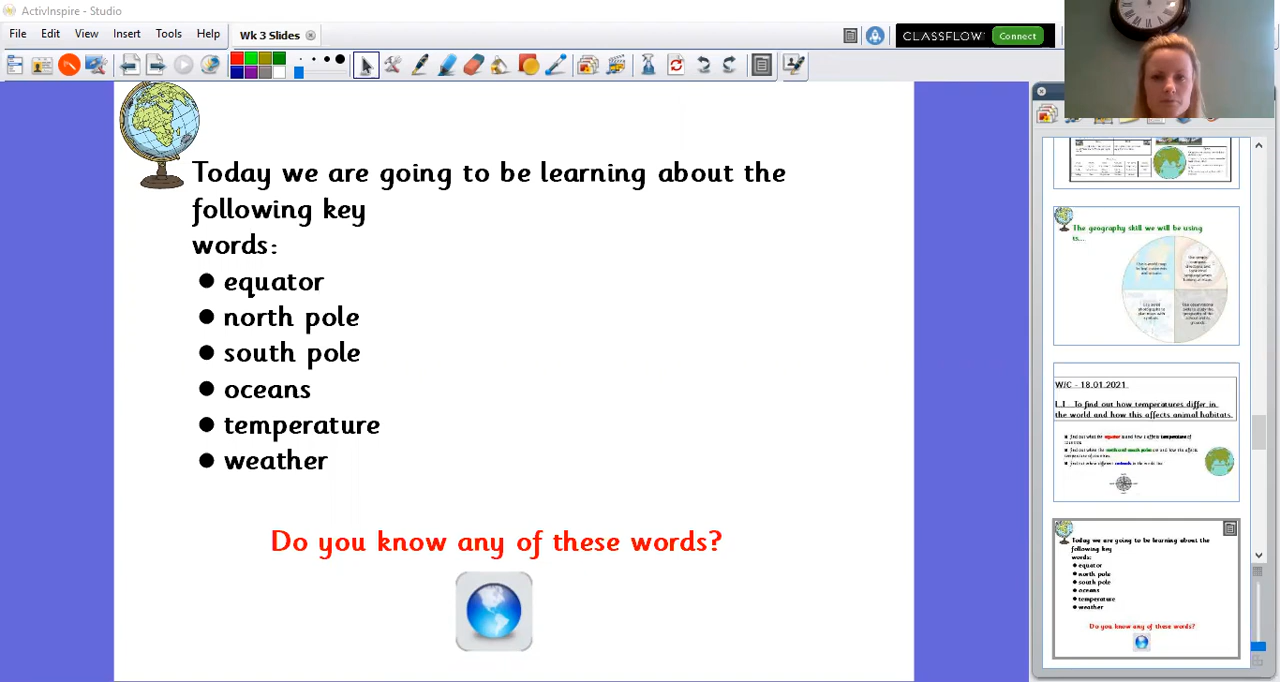 ActivInspire - Studio
File Edit View Insert Tools Help
Wk 3 Slides
CLASSFLOW Connect
Today we are going to be learning about the
following key
words:
● equator
● north pole
● south pole
● oceans
● temperature
● weather
Do you know any of these words?
The geography skill we will be using
is...
W/C - 18.01.2021
L.I To find out how temperatures differ in
the world and how this affects animal habitats.
Today we are going to be learning about the
following key
words:
● equator
● north pole
● south pole
● oceans
● temperature
● weather
Do you know any of these words?